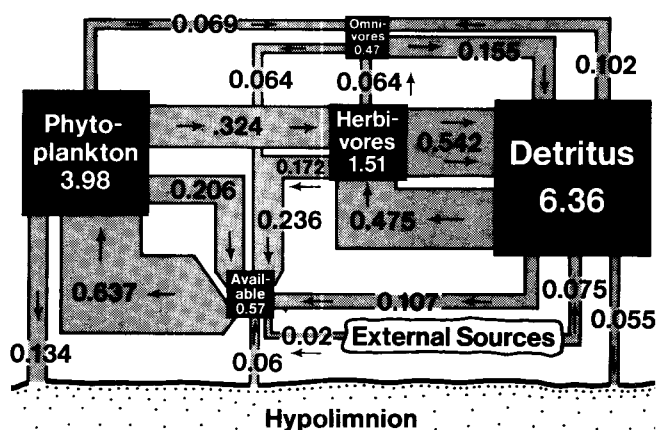 0.069
Omni-
vores
0.47
0.155
0.102
0.064
0.064
Phyto-
plankton
3.98
.324
Herbi-
vores
1.51
0.542
Detritus
6.36
0.172
0.206
0.236
0.475
Avail-
able
0.57
0.637
0.107
0.075
0.02
External Sources
0.055
0.134
0.06
Hypolimnion